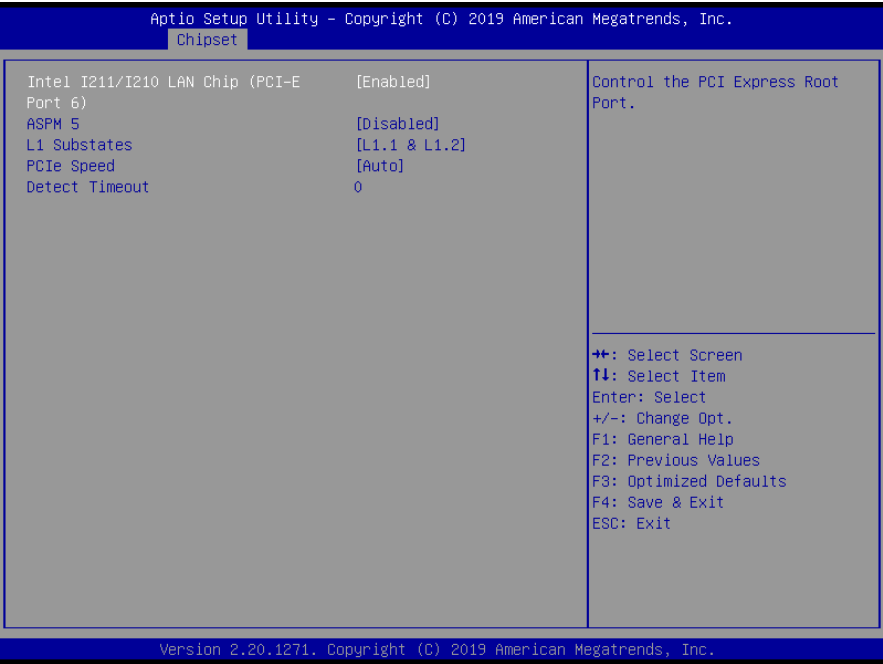 Aptio Setup Utility – Copyright (C) 2019 American Megatrends, Inc.
Chipset
Intel I211/I210 LAN Chip (PCI-E Port 6) [Enabled]
ASPM 5 [Disabled]
L1 Substates [L1.1 & L1.2]
PCIe Speed [Auto]
Detect Timeout 0
Control the PCI Express Root
Port.
→←: Select Screen
↑↓: Select Item
Enter: Select
+/-: Change Opt.
F1: General Help
F2: Previous Values
F3: Optimized Defaults
F4: Save & Exit
ESC: Exit
Version 2.20.1271. Copyright (C) 2019 American Megatrends, Inc.